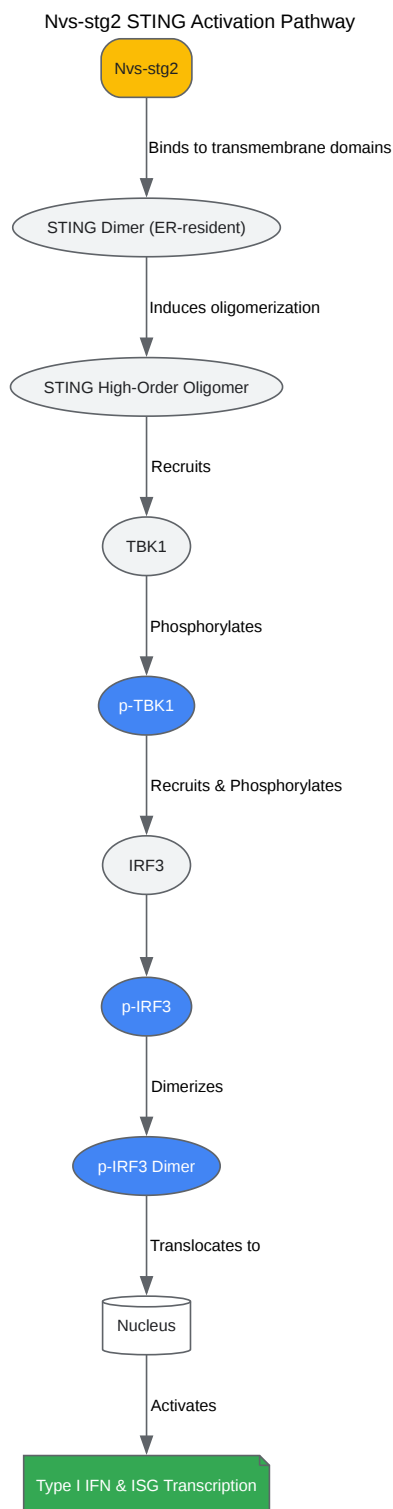 Nvs-stg2 STING Activation Pathway
Nvs-stg2
Binds to transmembrane domains
STING Dimer (ER-resident)
Induces oligomerization
STING High-Order Oligomer
Recruits
TBK1
Phosphorylates
p-TBK1
Recruits & Phosphorylates
IRF3
p-IRF3
Dimerizes
p-IRF3 Dimer
Translocates to
Nucleus
Activates
Type I IFN & ISG Transcription